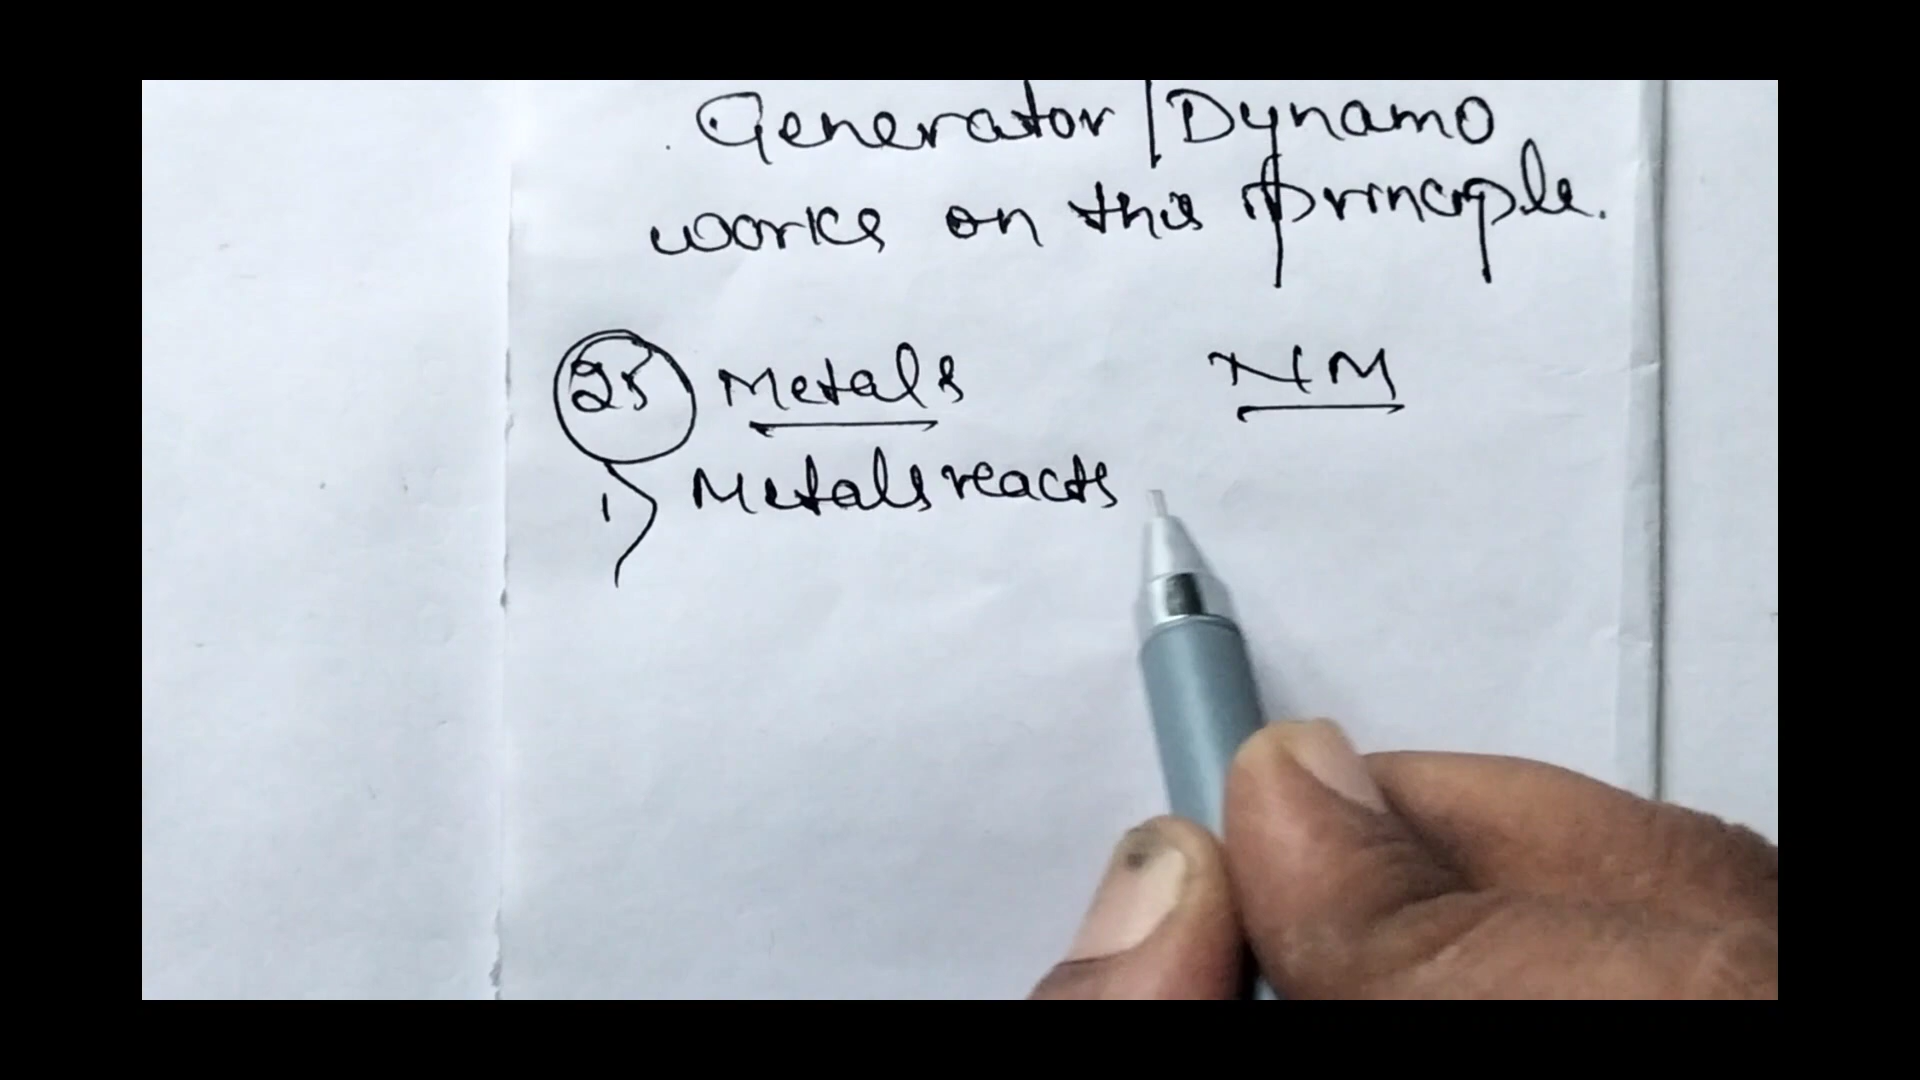 Generator/Dynamo
works on this principle.
25 Metals NM
1) Metals reacts